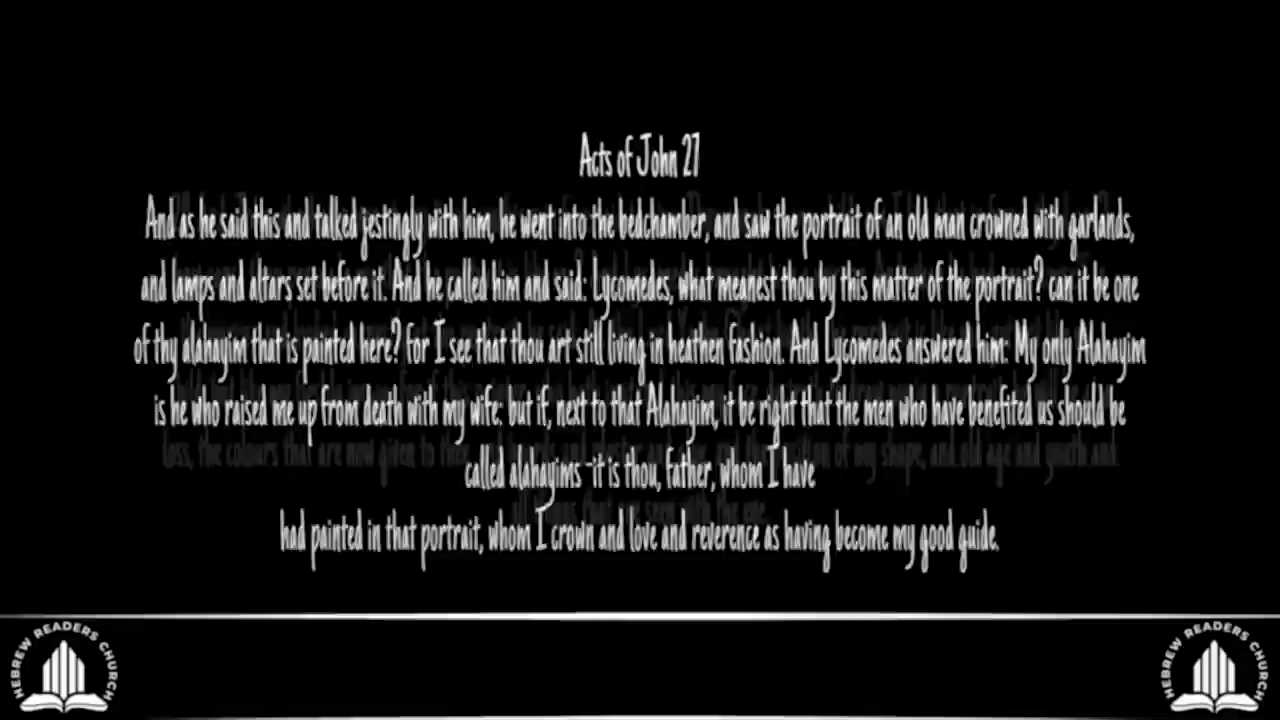 Acts of John 27
And as he said this and talked jestingly with him, he went into the bedchamber, and saw the portrait of an old man crowned with garlands,
and lamps and altars set before it. And he called him and said: Lycomedes, what meanest thou by this matter of the portrait? can it be one
of thy alahayim that is painted here? for I see that thou art still living in heathen fashion. And Lycomedes answered him: My only Alahayim
is he who raised me up from death with my wife: but if, next to that Alahayim, it be right that the men who have benefited us should be
called alahayims -it is thou, father, whom I have
had painted in that portrait, whom I crown and love and reverence as having become my good guide.
HEBREW READERS CHURCH
HEBREW READERS CHURCH